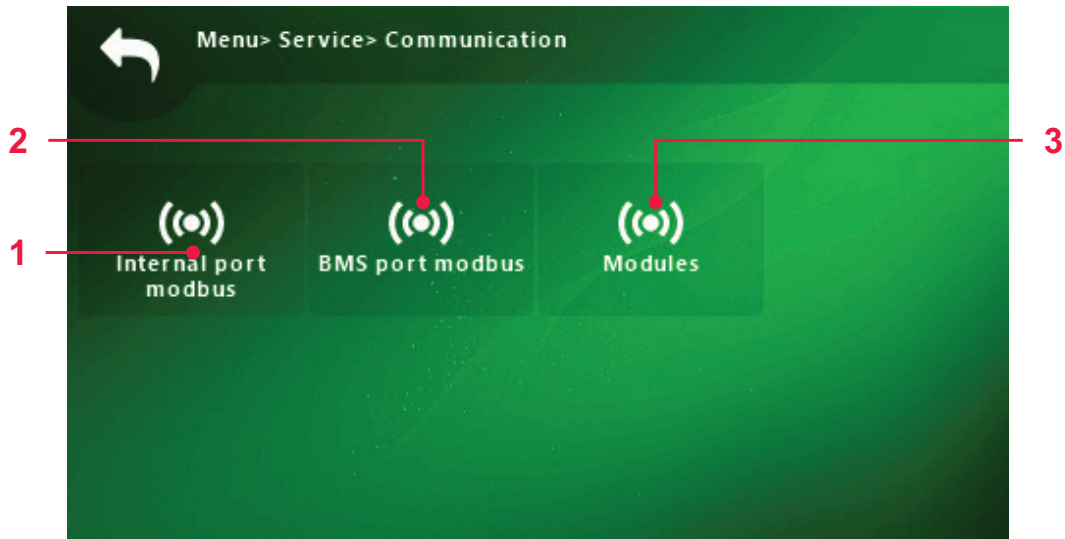 Menu> Service> Communication
2
3
1
Internal port
modbus
BMS port modbus
Modules